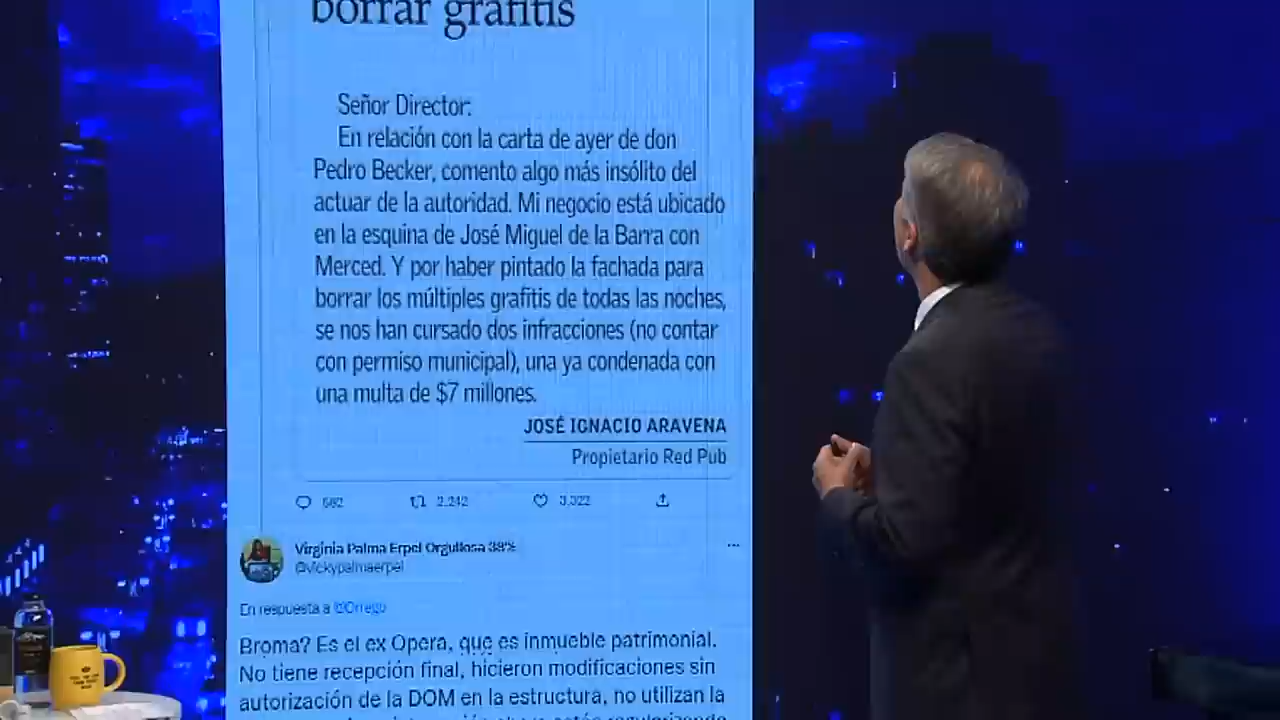 borrar grafitis
Señor Director:
En relación con la carta de ayer de don
Pedro Becker, comento algo más insólito del
actuar de la autoridad. Mi negocio está ubicado
en la esquina de José Miguel de la Barra con
Merced. Y por haber pintado la fachada para
borrar los múltiples grafitis de todas las noches,
se nos han cursado dos infracciones (no contar
con permiso municipal), una ya condenada con
una multa de $7 millones.
JOSÉ IGNACIO ARAVENA
Propietario Red Pub
2.242 3.322
Virginia Palma Erpel Orgullosa 38%
@vickypalmaerpel
En respuesta a @Orrego
Broma? Es el ex Opera, que es inmueble patrimonial.
No tiene recepción final, hicieron modificaciones sin
autorización de la DOM en la estructura, no utilizan la